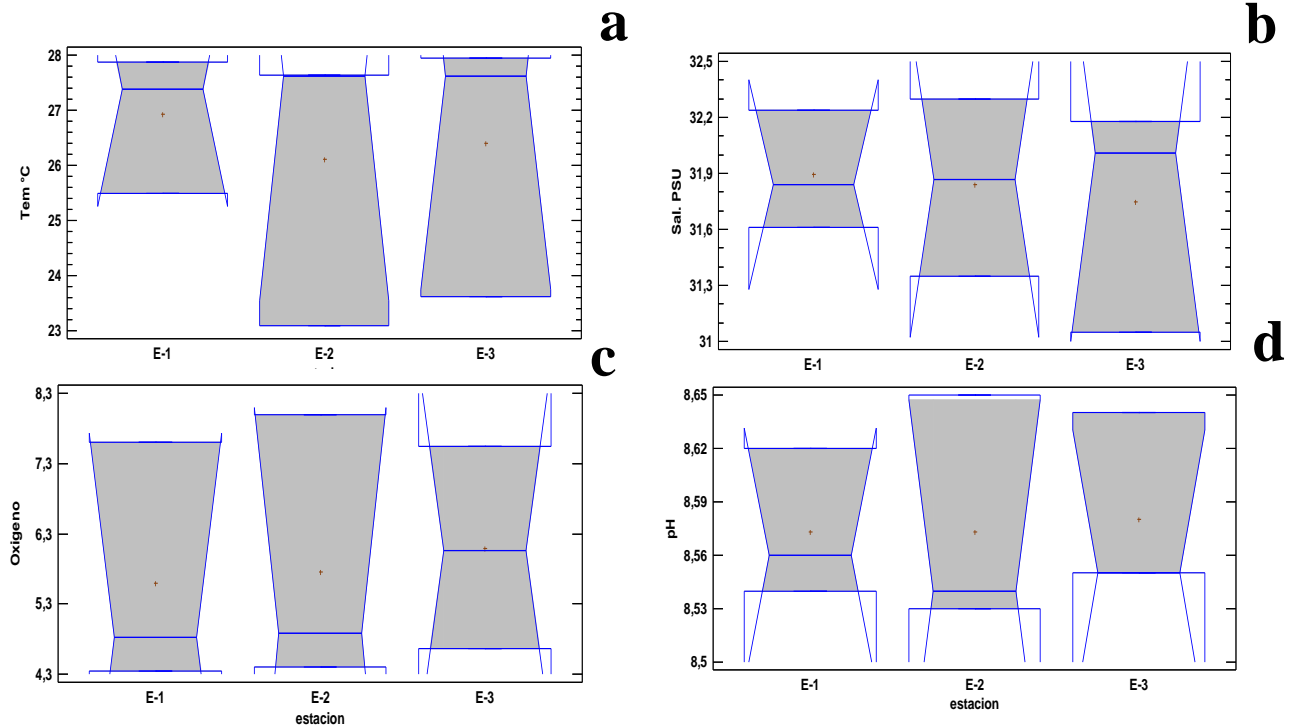 a
Tem °C
28
27
26
25
24
23
E-1
E-2
E-3
b
Sal. PSU
32,5
32,2
31,9
31,6
31,3
31
E-1
E-2
E-3
c
Oxigeno
8,3
7,3
6,3
5,3
4,3
E-1
E-2
E-3
estacion
d
pH
8,65
8,62
8,59
8,56
8,53
8,5
E-1
E-2
E-3
estacion